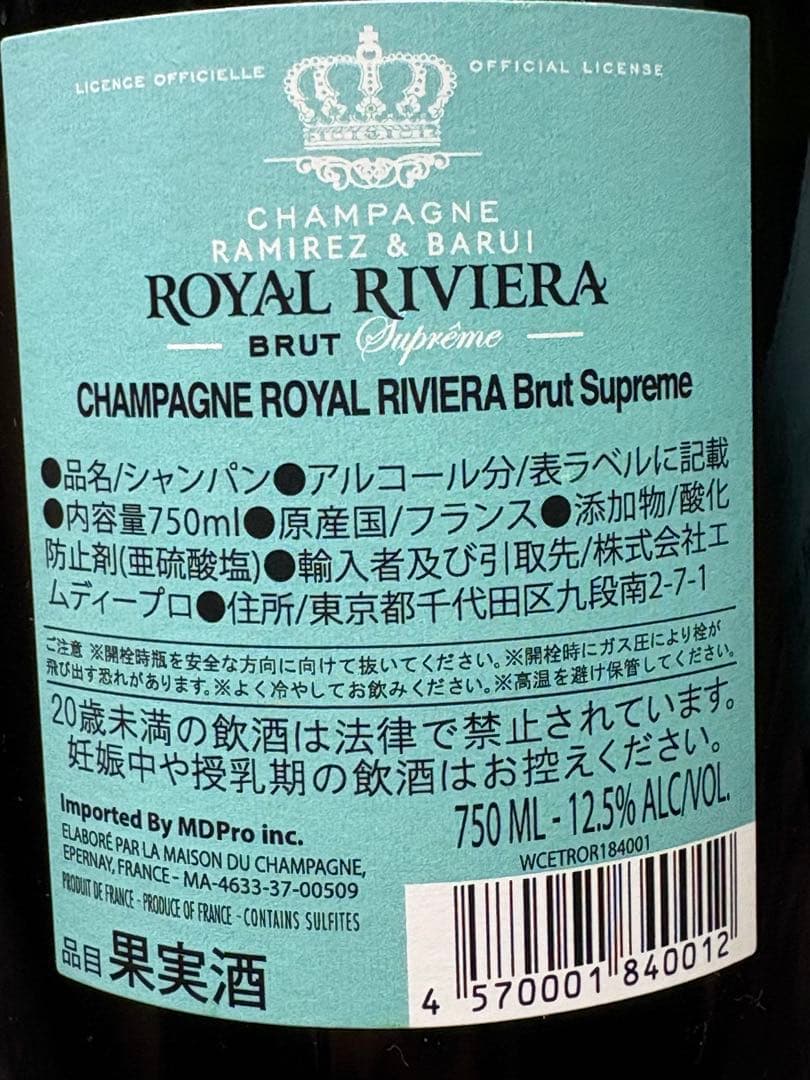 LICENCE OFFICIELLE
OFFICIAL LICENSE
CHAMPAGNE
RAMIREZ & BARUI
ROYAL RIVIERA
BRUT Suprême
CHAMPAGNE ROYAL RIVIERA Brut Supreme
●品名/シャンパン●アルコール分/表ラベルに記載
●内容量750ml●原産国/フランス●添加物/酸化
防止剤(亜硫酸塩)●輸入者及び引取先/株式会社エ
ムディープロ●住所/東京都千代田区九段南2-7-1
ご注意 ※開栓時瓶を安全な方向に向けて抜いてください。※開栓時にガス圧により栓が
飛び出す恐れがあります。※よく冷やしてお飲みください。※高温を避け保管してください。
20歳未満の飲酒は法律で禁止されています。
妊娠中や授乳期の飲酒はお控えください。
Imported By MDPro inc.
ELABORÉ PAR LA MAISON DU CHAMPAGNE,
EPERNAY, FRANCE - MA-4633-37-00509
PRODUIT DE FRANCE - PRODUCE OF FRANCE - CONTAINS SULFITES
品目 果実酒
750 ML - 12.5% ALC/VOL.
WCETROR184001
4 570001 840012